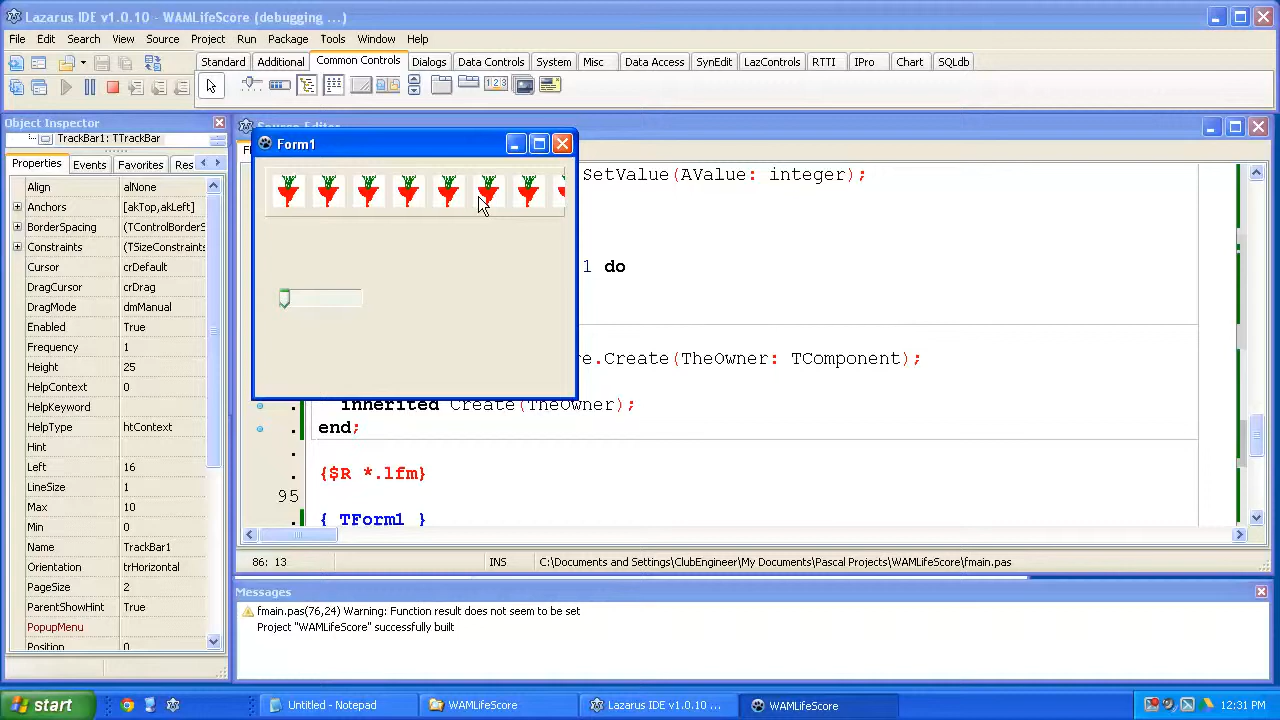 Lazarus IDE v1.0.10 - WAMLifeScore (debugging ...)
File Edit Search View Source Project Run Package Tools Window Help
Standard Additional Common Controls Dialogs Data Controls System Misc Data Access SynEdit LazControls RTTI IPro Chart SQLdb
Object Inspector
TrackBar1: TTrackBar
Properties Events Favorites Res
Align alNone
Anchors [akTop,akLeft]
BorderSpacing (TControlBorderS
Constraints (TSizeConstraints
Cursor crDefault
DragCursor crDrag
DragMode dmManual
Enabled True
Frequency 1
Height 25
HelpContext 0
HelpKeyword
HelpType htContext
Hint
Left 16
LineSize 1
Max 10
Min 0
Name TrackBar1
Orientation trHorizontal
PageSize 2
ParentShowHint True
PopupMenu
Position 0
Form1
SetValue(AValue: integer);
1 do
e.Create(TheOwner: TComponent);
inherited Create(TheOwner);
end;
{$R *.lfm}
95
{ TForm1 }
86: 13 INS C:\Documents and Settings\ClubEngineer\My Documents\Pascal Projects\WAMLifeScore\fmain.pas
Messages
fmain.pas(76,24) Warning: Function result does not seem to be set
Project "WAMLifeScore" successfully built
start Untitled - Notepad WAMLifeScore Lazarus IDE v1.0.10 ... WAMLifeScore 12:31 PM